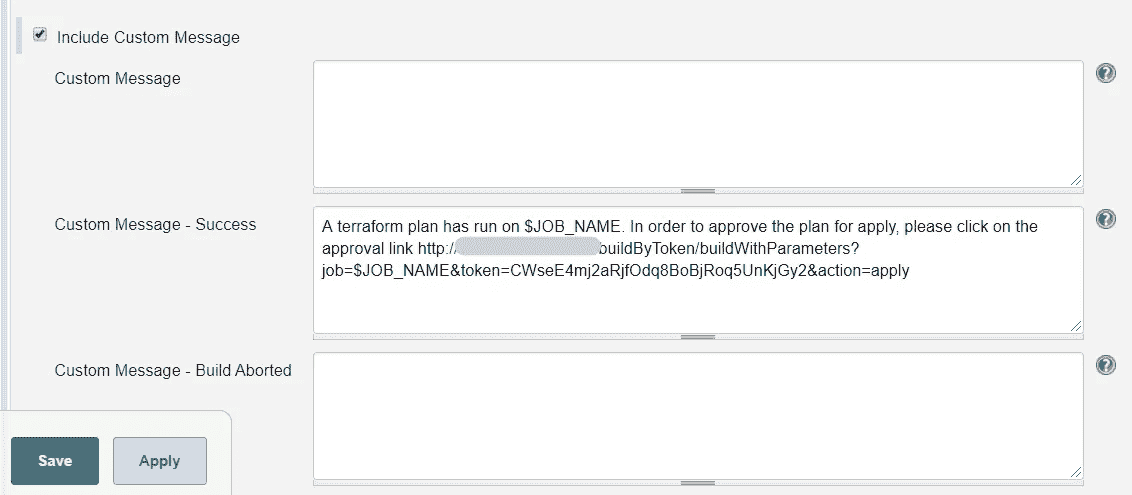 Include Custom Message
Custom Message
Custom Message - Success
A terraform plan has run on $JOB_NAME. In order to approve the plan for apply, please click on the
approval link http:/ buildByToken/buildWithParameters?
job=$JOB_NAME&token=CWseE4mj2aRjfOdq8BoBjRoq5UnKjGy2&action=apply
Custom Message - Build Aborted
Save
Apply